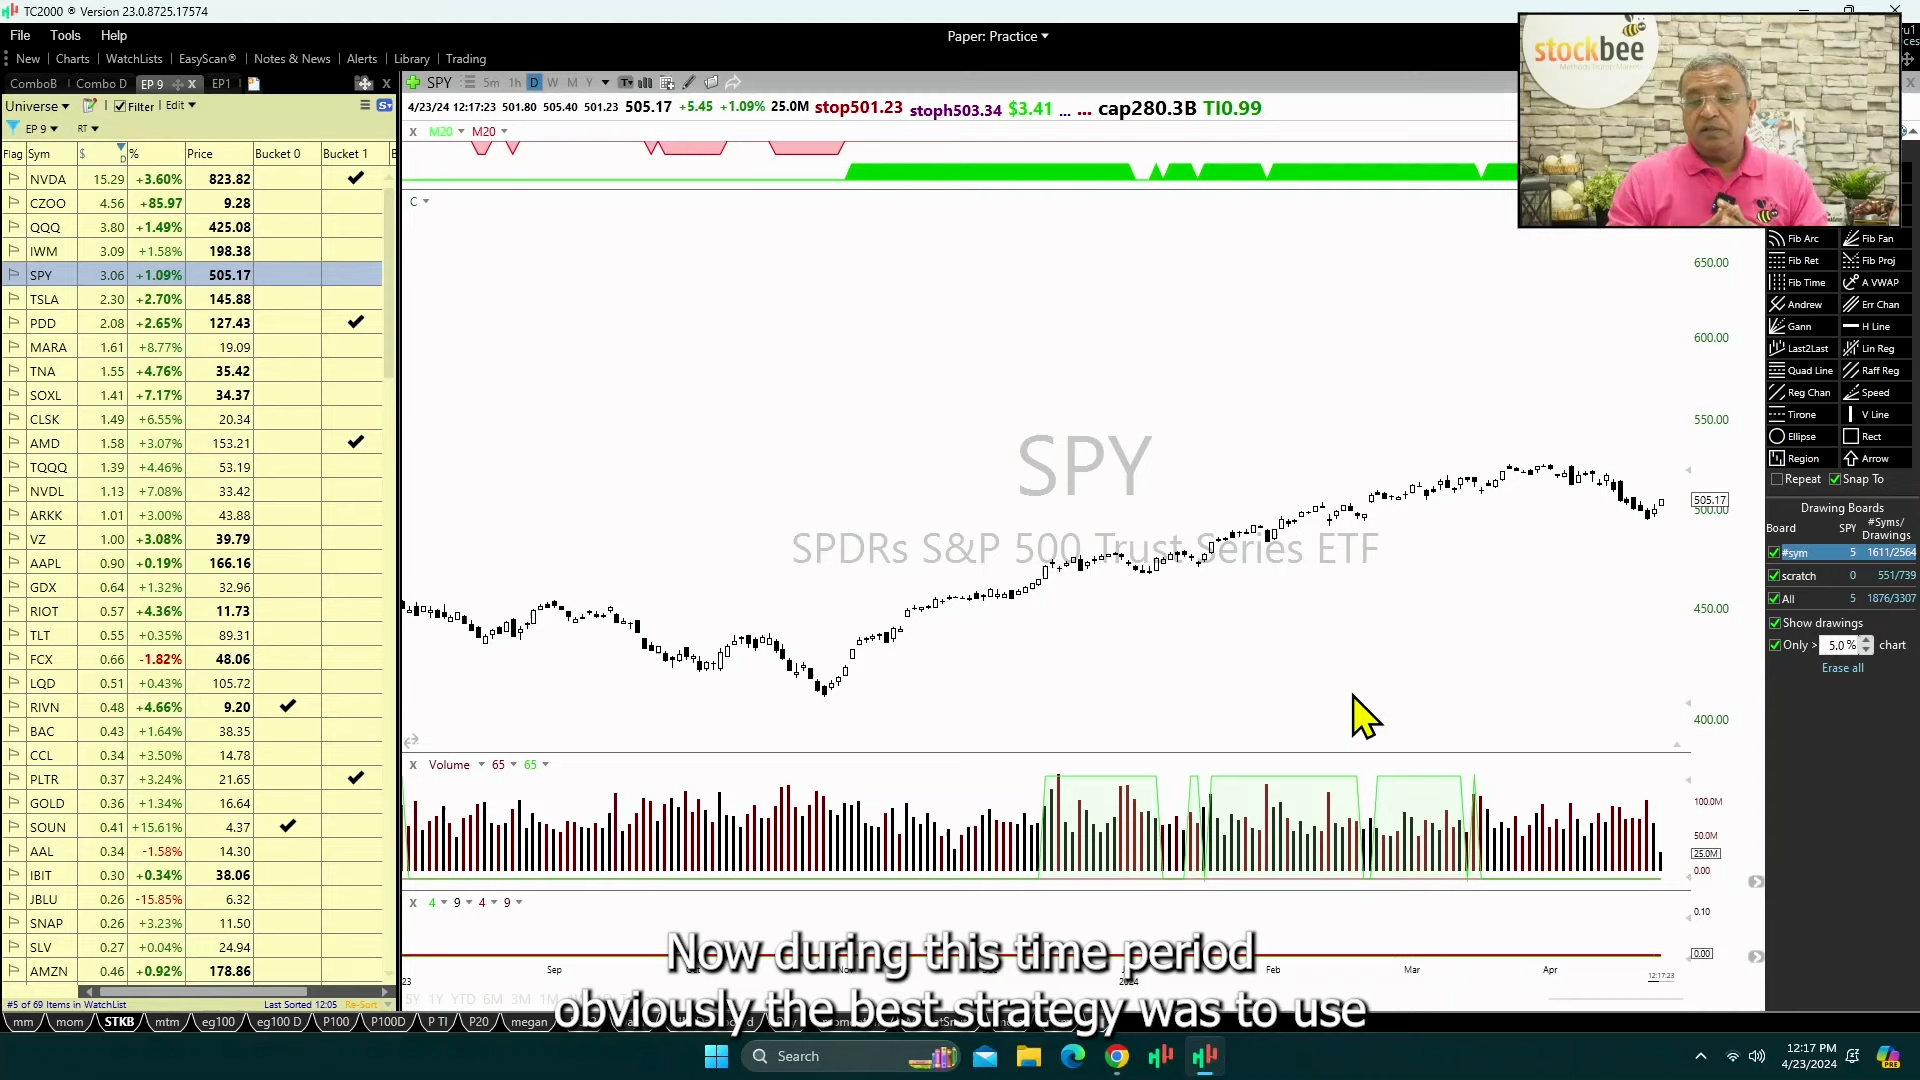 TC2000 ® Version 23.0.8725.17574
File Tools Help
Paper: Practice
New Charts WatchLists EasyScan® Notes & News Alerts Library Trading
ComboB Combo D EP 9 X EP1 X
SPY 5m 1h D W M Y
stockbee
Universe Filter Edit
4/23/24 12:17:23 501.80 505.40 501.23 505.17 +5.45 +1.09% 25.0M stop501.23 stoph503.34 $3.41 ... ... cap280.3B TI0.99
EP 9 RT
X M20 M20
Flag Sym $ D % Price Bucket 0 Bucket 1
NVDA 15.29 +3.60% 823.82
CZOO 4.56 +85.97 9.28
QQQ 3.80 +1.49% 425.08
IWM 3.09 +1.58% 198.38
SPY 3.06 +1.09% 505.17
TSLA 2.30 +2.70% 145.88
PDD 2.08 +2.65% 127.43
MARA 1.61 +8.77% 19.09
TNA 1.55 +4.76% 35.42
SOXL 1.41 +7.17% 34.37
CLSK 1.49 +6.55% 20.34
AMD 1.58 +3.07% 153.21
TQQQ 1.39 +4.46% 53.19
NVDL 1.13 +7.08% 33.42
ARKK 1.01 +3.00% 43.88
VZ 1.00 +3.08% 39.79
AAPL 0.90 +0.19% 166.16
GDX 0.64 +1.32% 32.96
RIOT 0.57 +4.36% 11.73
TLT 0.55 +0.35% 89.31
FCX 0.66 -1.82% 48.06
LQD 0.51 +0.43% 105.72
RIVN 0.48 +4.66% 9.20
BAC 0.43 +1.64% 38.35
CCL 0.34 +3.50% 14.78
PLTR 0.37 +3.24% 21.65
GOLD 0.36 +1.34% 16.64
SOUN 0.41 +15.61% 4.37
AAL 0.34 -1.58% 14.30
IBIT 0.30 +0.34% 38.06
JBLU 0.26 -15.85% 6.32
SNAP 0.26 +3.23% 11.50
SLV 0.27 +0.04% 24.94
AMZN 0.46 +0.92% 178.86
#5 of 69 Items in WatchList Last Sorted 12:05 Re-Sort
C
SPY
SPDRs S&P 500 Trust Series ETF
650.00
600.00
550.00
505.17
500.00
450.00
400.00
X Volume 65 65
100.0M
50.0M
25.0M
0.00
X 4 9 4 9
0.10
0.00
23 Sep Feb Mar Apr 12:17:23
2024
5Y 1Y YTD 6M 3M 1M
Fib Arc Fib Fan
Fib Ret Fib Proj
Fib Time A VWAP
Andrew Err Chan
Gann H Line
Last2Last Lin Reg
Quad Line Raff Reg
Reg Chan Speed
Tirone V Line
Ellipse Rect
Region Arrow
Repeat Snap To
Drawing Boards
Board SPY #Syms/ Drawings
#sym 5 1611/2564
scratch 0 551/739
All 5 1876/3307
Show drawings
Only > 5.0 % chart
Erase all
Now during this time period
obviously the best strategy was to use
mm mom STKB mtm eg100 eg100 D P100 P100D P TI P20 megan
Search
12:17 PM
4/23/2024
PRE